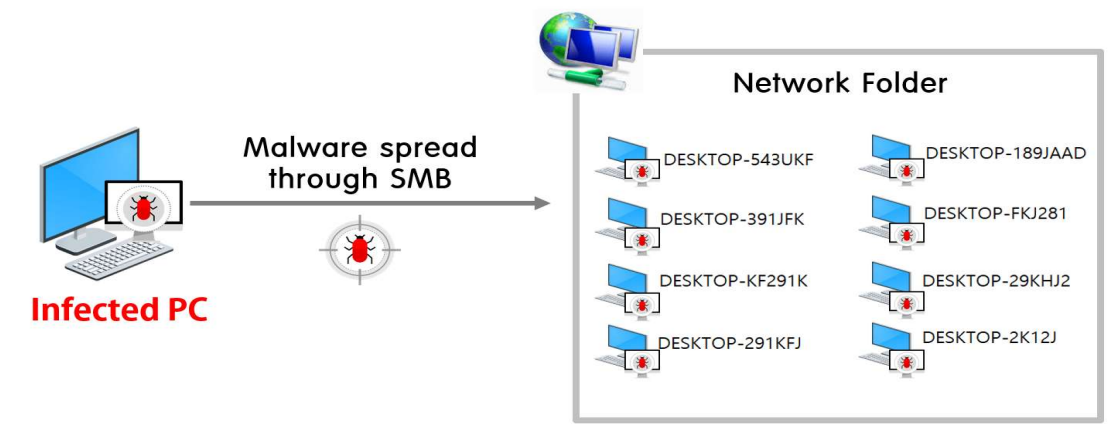 Network Folder
Malware spread
through SMB
Infected PC
DESKTOP-543UKF
DESKTOP-391JFK
DESKTOP-KF291K
DESKTOP-291KFJ
DESKTOP-189JAAD
DESKTOP-FKJ281
DESKTOP-29KHJ2
DESKTOP-2K12J